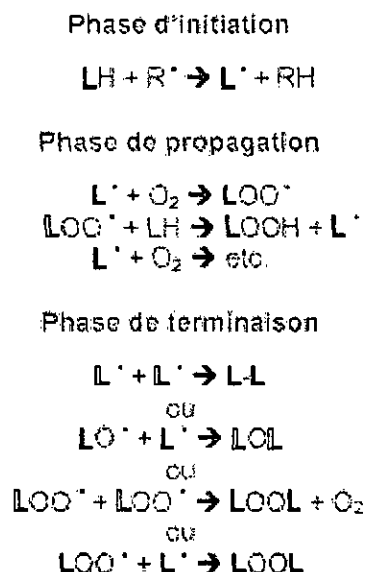 Phase d'initiation
LH + R˙ → L˙ + RH
Phase de propagation
L˙ + O₂ → LOO˙
LOO˙ + LH → LOOH + L˙
L˙ + O₂ → etc.
Phase de terminaison
L˙ + L˙ → L-L
ou
LO˙ + L˙ → LOL
ou
LOO˙ + LOO˙ → LOOL + O₂
ou
LOO˙ + L˙ → LOOL